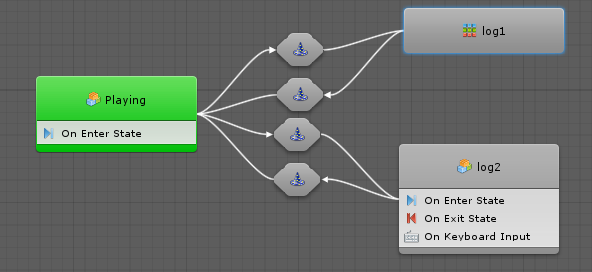 log1
Playing
On Enter State
log2
On Enter State
On Exit State
On Keyboard Input